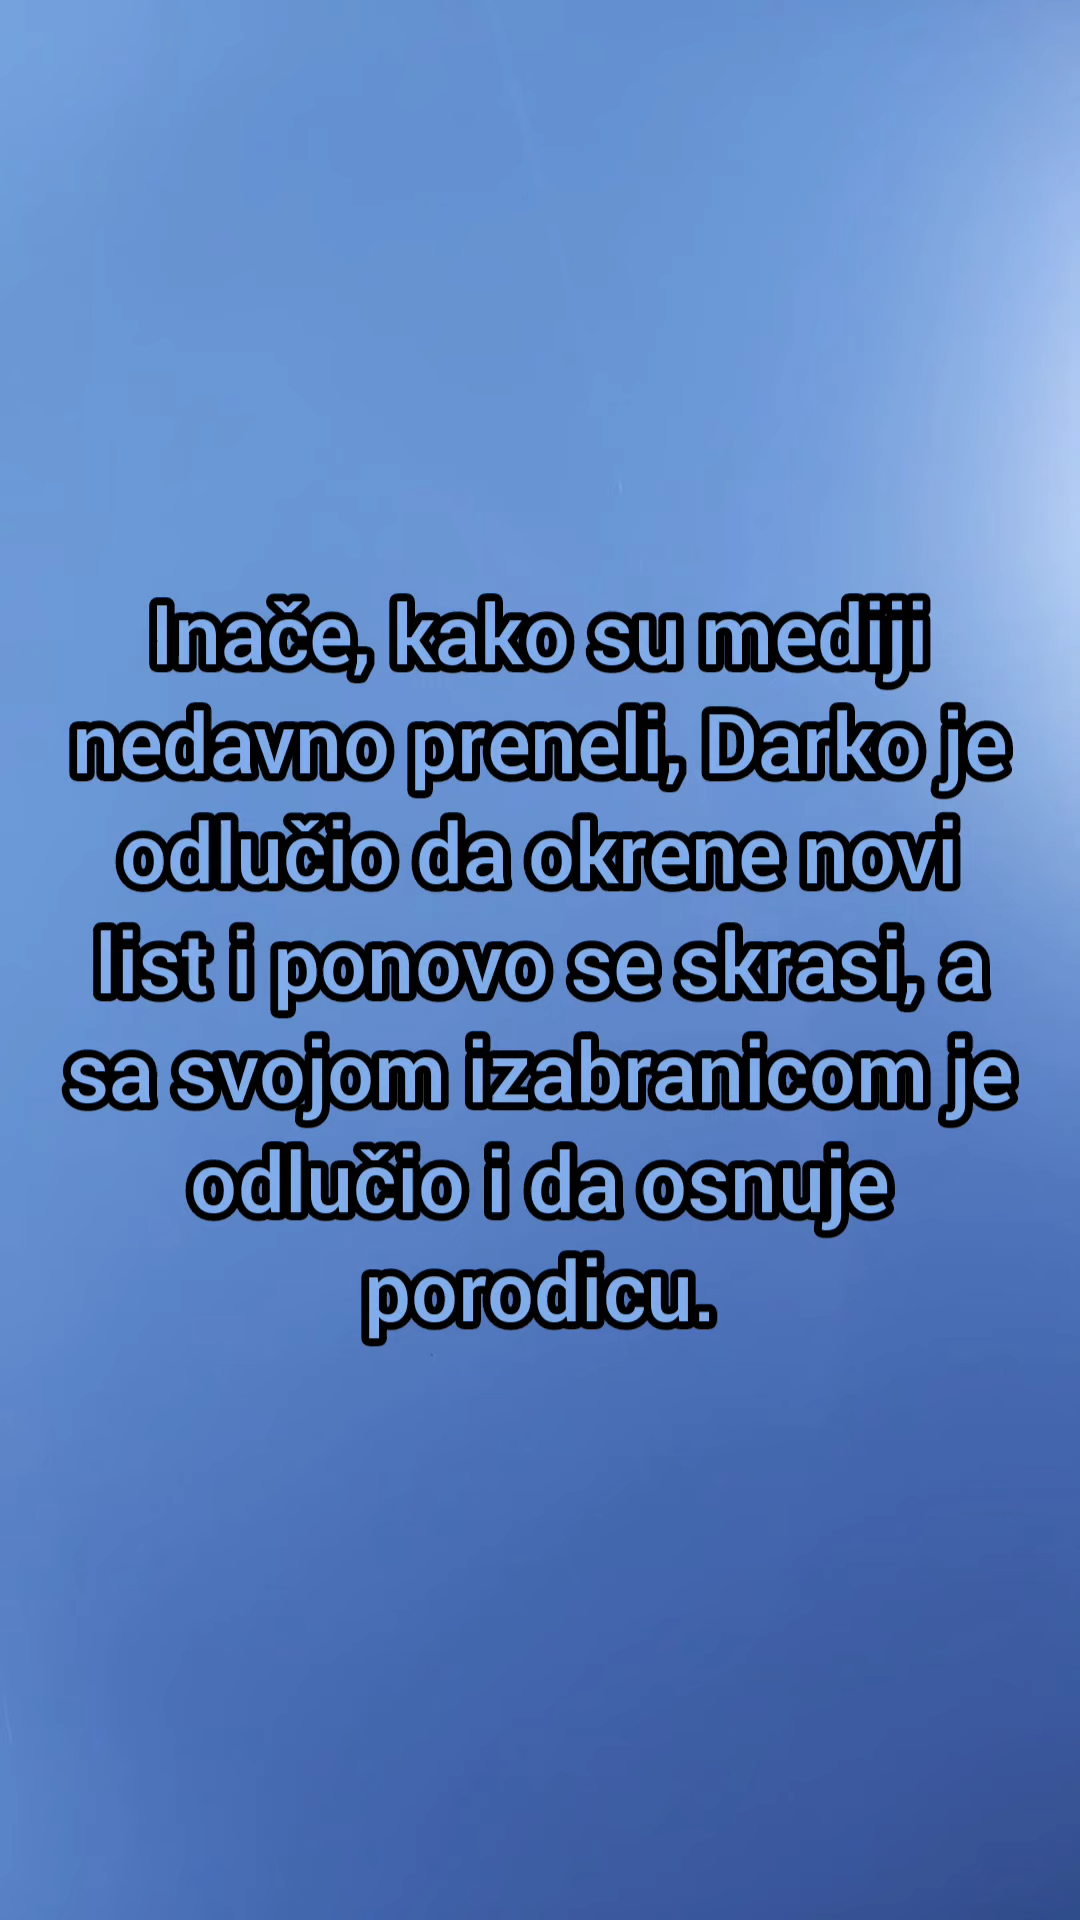 Inače, kako su mediji
nedavno preneli, Darko je
odlučio da okrene novi
list i ponovo se skrasi, a
sa svojom izabranicom je
odlučio i da osnuje
porodicu.